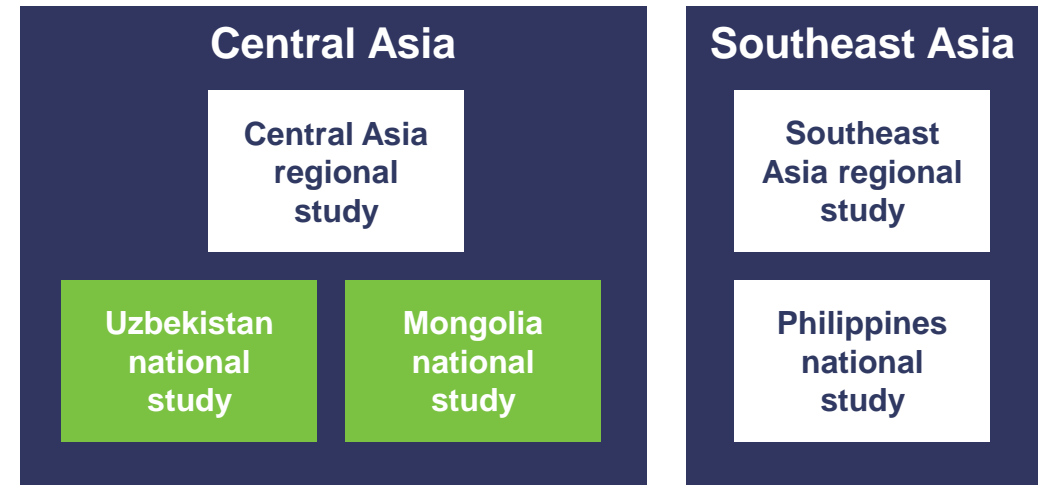 Central Asia
Central Asia
regional
study
Uzbekistan
national
study
Mongolia
national
study
Southeast Asia
Southeast
Asia regional
study
Philippines
national
study